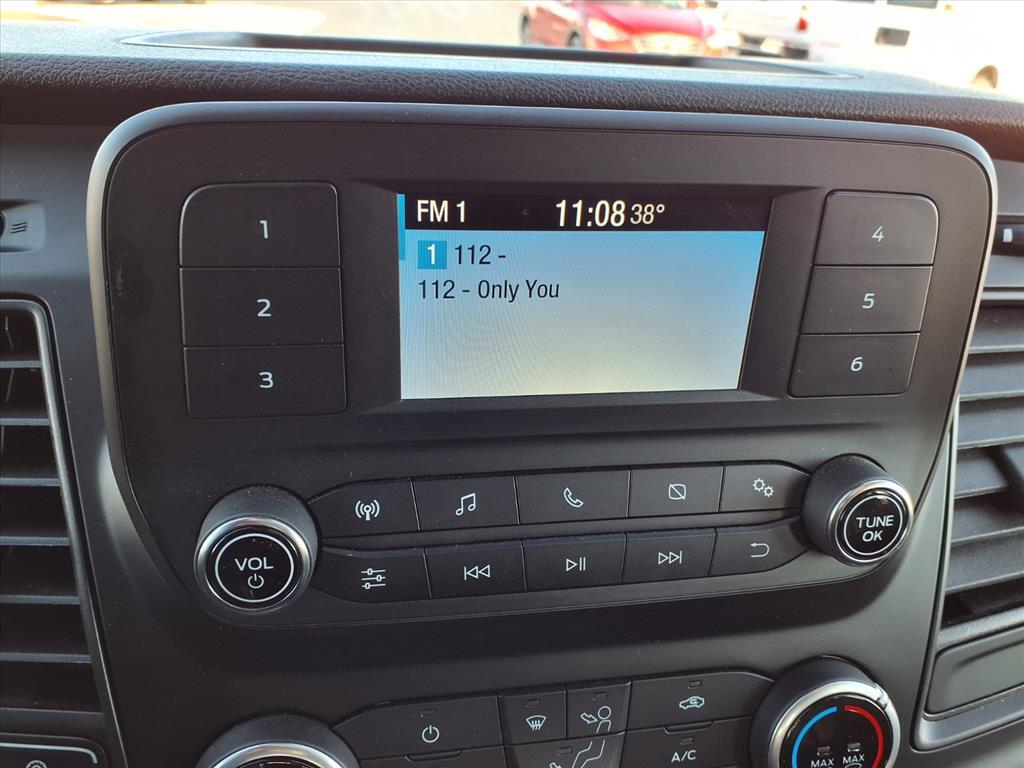 FM 1 11:08 38°
1 112 -
112 - Only You
1
2
3
4
5
6
VOL
TUNE
OK
A/C
MAX MAX